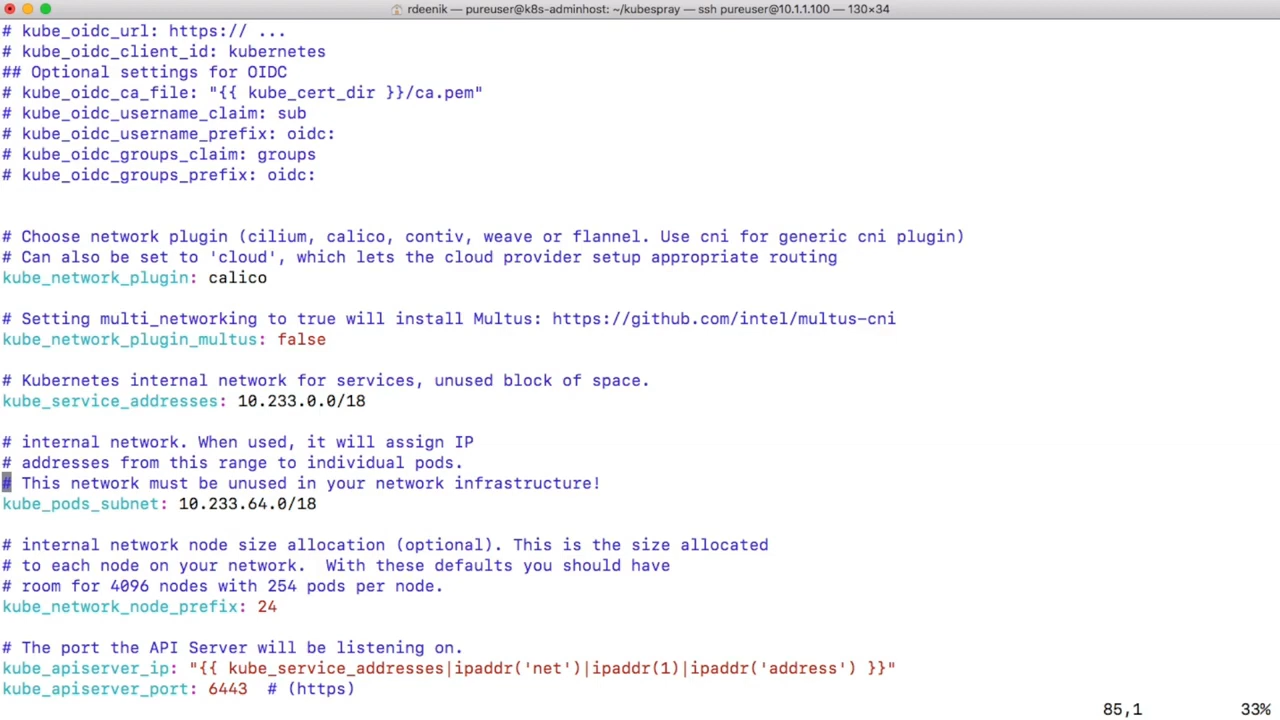 rdeenik — pureuser@k8s-adminhost: ~/kubespray — ssh pureuser@10.1.1.100 — 130×34
# kube_oidc_url: https:// ...
# kube_oidc_client_id: kubernetes
## Optional settings for OIDC
# kube_oidc_ca_file: "{{ kube_cert_dir }}/ca.pem"
# kube_oidc_username_claim: sub
# kube_oidc_username_prefix: oidc:
# kube_oidc_groups_claim: groups
# kube_oidc_groups_prefix: oidc:
# Choose network plugin (cilium, calico, contiv, weave or flannel. Use cni for generic cni plugin)
# Can also be set to 'cloud', which lets the cloud provider setup appropriate routing
kube_network_plugin: calico
# Setting multi_networking to true will install Multus: https://github.com/intel/multus-cni
kube_network_plugin_multus: false
# Kubernetes internal network for services, unused block of space.
kube_service_addresses: 10.233.0.0/18
# internal network. When used, it will assign IP
# addresses from this range to individual pods.
# This network must be unused in your network infrastructure!
kube_pods_subnet: 10.233.64.0/18
# internal network node size allocation (optional). This is the size allocated
# to each node on your network.  With these defaults you should have
# room for 4096 nodes with 254 pods per node.
kube_network_node_prefix: 24
# The port the API Server will be listening on.
kube_apiserver_ip: "{{ kube_service_addresses|ipaddr('net')|ipaddr(1)|ipaddr('address') }}"
kube_apiserver_port: 6443  # (https)
85,1 33%